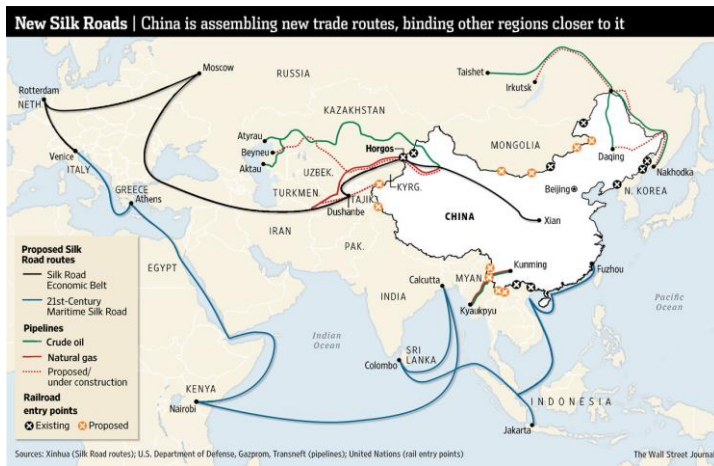 New Silk Roads | China is assembling new trade routes, binding other regions closer to it
Moscow
RUSSIA
Taishet
Irkutsk
Rotterdam
NETH.
KAZAKHSTAN
Atyrau
Beyneu
Aktau
Horgos
MONGOLIA
Daqing
Nakhodka
Venice
ITALY
UZBEK.
KYRG.
Beijing
N. KOREA
GREECE
Athens
TURKMEN.
TAJIK.
Dushanbe
CHINA
Xian
IRAN
PAK.
Proposed Silk
Road routes
Silk Road
Economic Belt
21st-Century
Maritime Silk Road
Pipelines
Crude oil
Natural gas
Proposed/
under construction
Railroad
entry points
Existing
Proposed
EGYPT
Calcutta
INDIA
MYAN.
Kunming
Fuzhou
Kyaukpyu
Pacific
Ocean
Indian
Ocean
SRI
LANKA
Colombo
KENYA
Nairobi
INDONESIA
Jakarta
Sources: Xinhua (Silk Road routes); U.S. Department of Defense, Gazprom, Transneft (pipelines); United Nations (rail entry points)
The Wall Street Journal